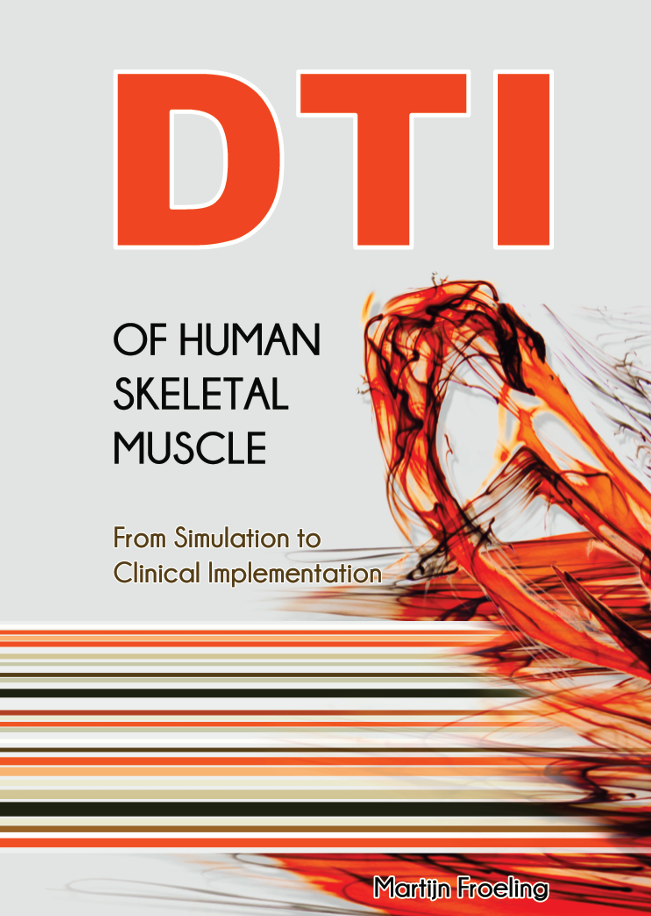 DTI
OF HUMAN
SKELETAL
MUSCLE
From Simulation to
Clinical Implementation
Martijn Froeling